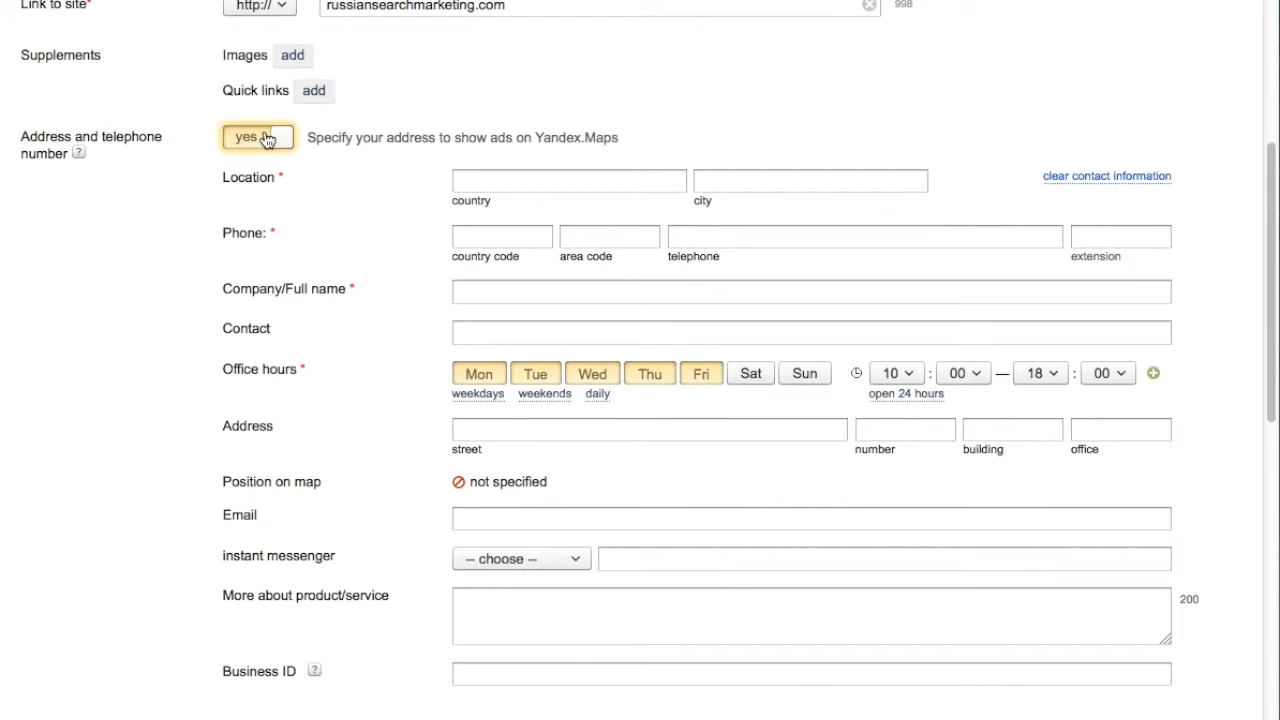 Link to site* http:// russiansearchmarketing.com 998
Supplements Images add
Quick links add
Address and telephone number ? yes Specify your address to show ads on Yandex.Maps
Location * clear contact information
country city
Phone: *
country code area code telephone extension
Company/Full name *
Contact
Office hours * Mon Tue Wed Thu Fri Sat Sun 10 : 00 — 18 : 00
weekdays weekends daily open 24 hours
Address
street number building office
Position on map not specified
Email
instant messenger -- choose --
More about product/service 200
Business ID ?